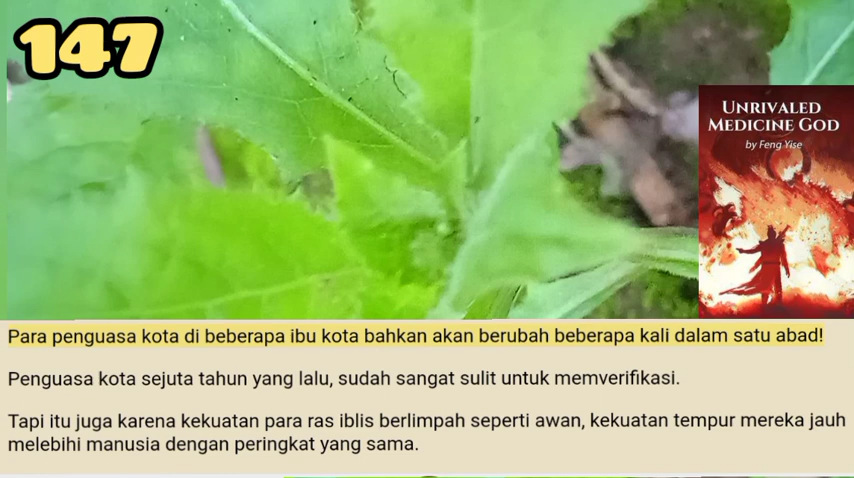 147
UNRIVALED
MEDICINE GOD
by Feng Yise
Para penguasa kota di beberapa ibu kota bahkan akan berubah beberapa kali dalam satu abad!
Penguasa kota sejuta tahun yang lalu, sudah sangat sulit untuk memverifikasi.
Tapi itu juga karena kekuatan para ras iblis berlimpah seperti awan, kekuatan tempur mereka jauh
melebihi manusia dengan peringkat yang sama.